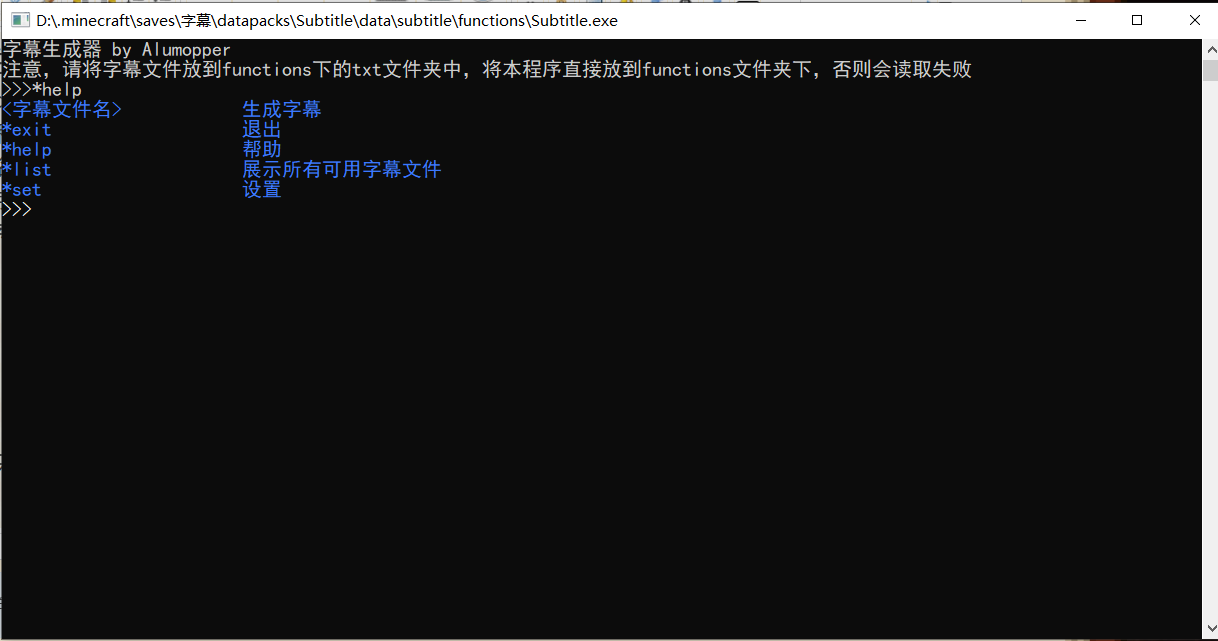 D:\.minecraft\saves\字幕\datapacks\Subtitle\data\subtitle\functions\Subtitle.exe
字幕生成器 by Alumopper
注意，请将字幕文件放到functions下的txt文件夹中，将本程序直接放到functions文件夹下，否则会读取失败
>>>*help
<字幕文件名> 生成字幕
*exit 退出
*help 帮助
*list 展示所有可用字幕文件
*set 设置
>>>